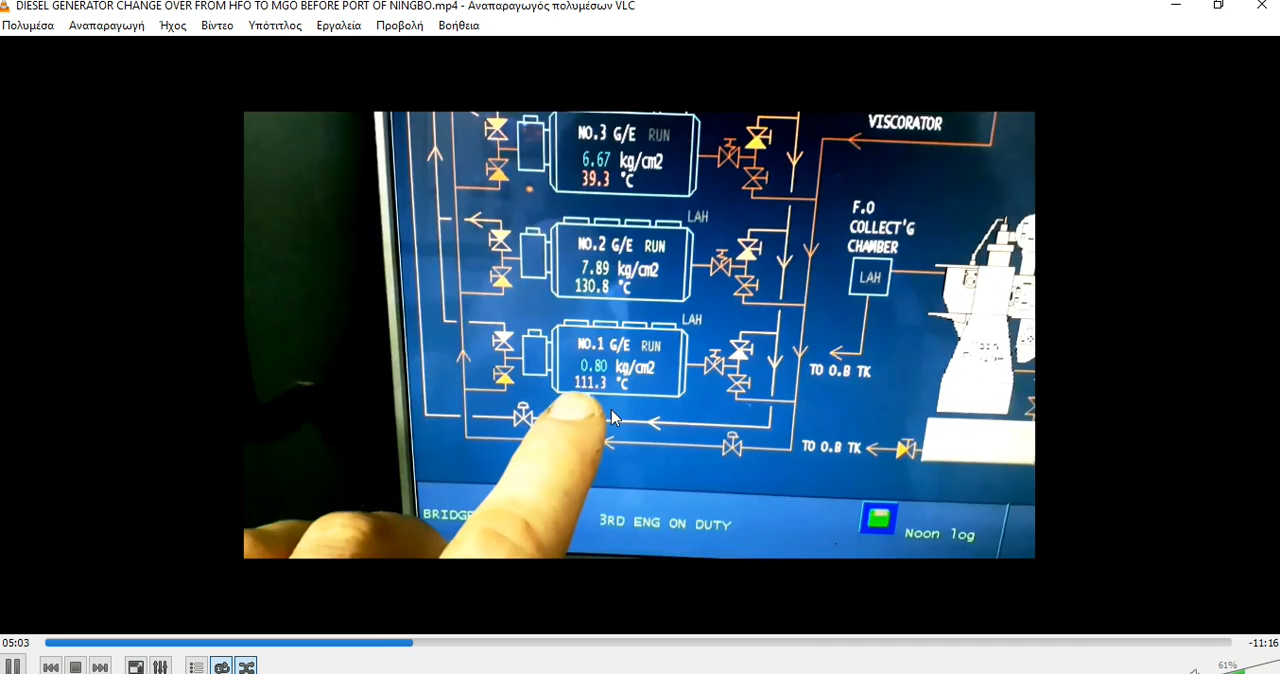 DIESEL GENERATOR CHANGE OVER FROM HFO TO MGO BEFORE PORT OF NINGBO.mp4 - Αναπαραγωγός πολυμέσων VLC
Πολυμέσα Αναπαραγωγή Ήχος Βίντεο Υπότιτλος Εργαλεία Προβολή Βοήθεια
VISCORATOR
NO.3 G/E RUN
6.67 kg/cm2
39.3 °C
F.O
COLLECT'G
CHAMBER
LAH
LAH
NO.2 G/E RUN
7.89 kg/cm2
130.8 °C
LAH
NO.1 G/E RUN
0.80 kg/cm2
111.3 °C
TO O.B TK
TO O.B TK
BRIDGE
3RD ENG ON DUTY
Noon log
05:03
-11:16
61%